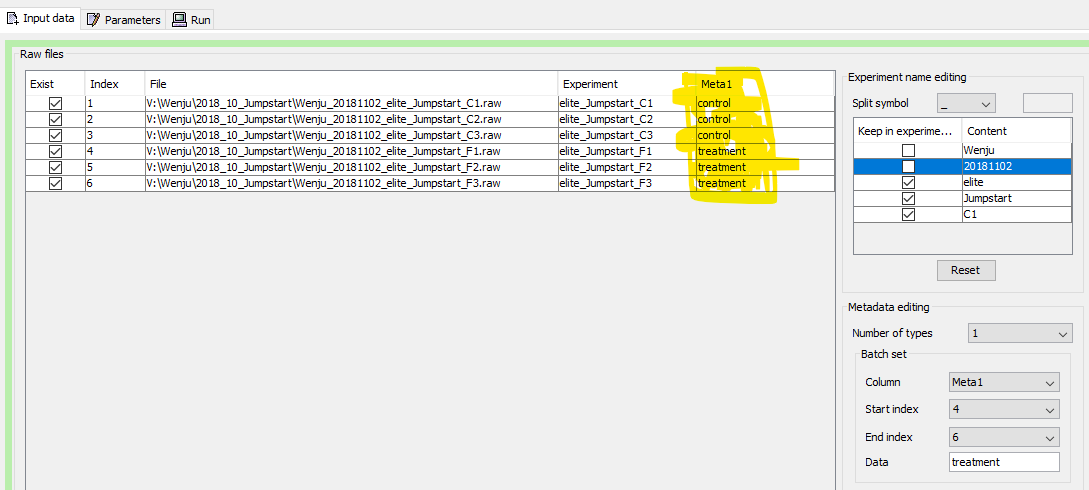 Input data Parameters Run
Raw files
Exist Index File Experiment Meta1
1 V:\Wenju\2018_10_Jumpstart\Wenju_20181102_elite_Jumpstart_C1.raw elite_Jumpstart_C1 control
2 V:\Wenju\2018_10_Jumpstart\Wenju_20181102_elite_Jumpstart_C2.raw elite_Jumpstart_C2 control
3 V:\Wenju\2018_10_Jumpstart\Wenju_20181102_elite_Jumpstart_C3.raw elite_Jumpstart_C3 control
4 V:\Wenju\2018_10_Jumpstart\Wenju_20181102_elite_Jumpstart_F1.raw elite_Jumpstart_F1 treatment
5 V:\Wenju\2018_10_Jumpstart\Wenju_20181102_elite_Jumpstart_F2.raw elite_Jumpstart_F2 treatment
6 V:\Wenju\2018_10_Jumpstart\Wenju_20181102_elite_Jumpstart_F3.raw elite_Jumpstart_F3 treatment
Experiment name editing
Split symbol _
Keep in experime... Content
Wenju
20181102
elite
Jumpstart
C1
Reset
Metadata editing
Number of types 1
Batch set
Column Meta1
Start index 4
End index 6
Data treatment